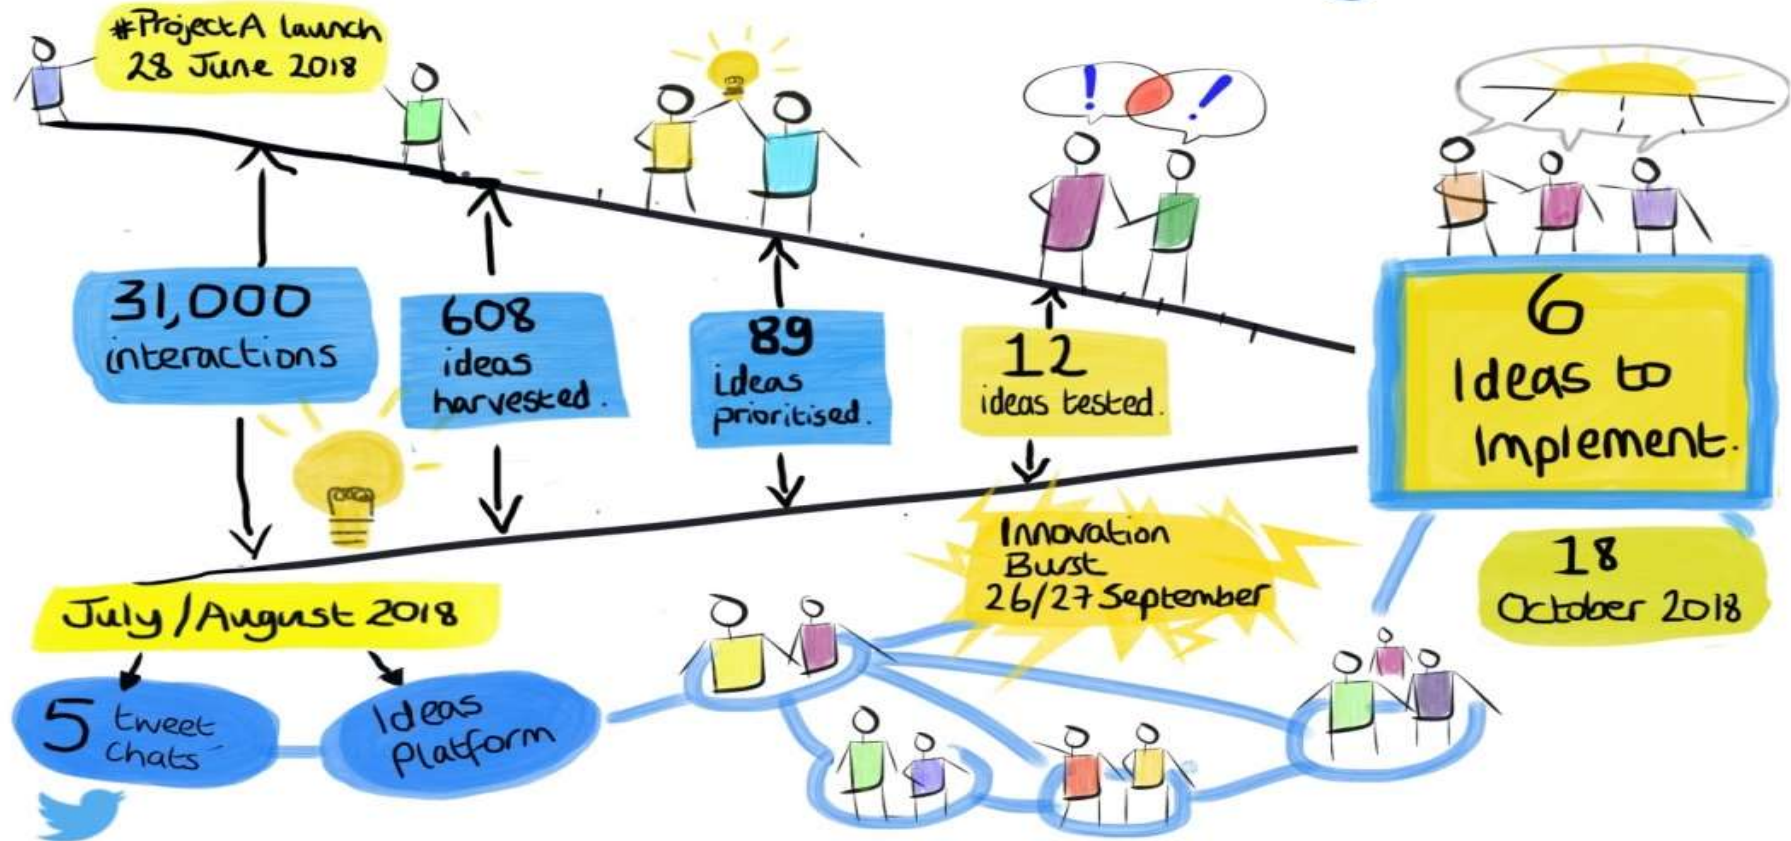 #ProjectA launch
28 June 2018
31,000
interactions
608
ideas
harvested.
89
ideas
prioritised.
12
ideas tested.
6
Ideas to
Implement.
Innovation
Burst
26/27 September
18
October 2018
July/August 2018
5 tweet
chats
Ideas
Platform